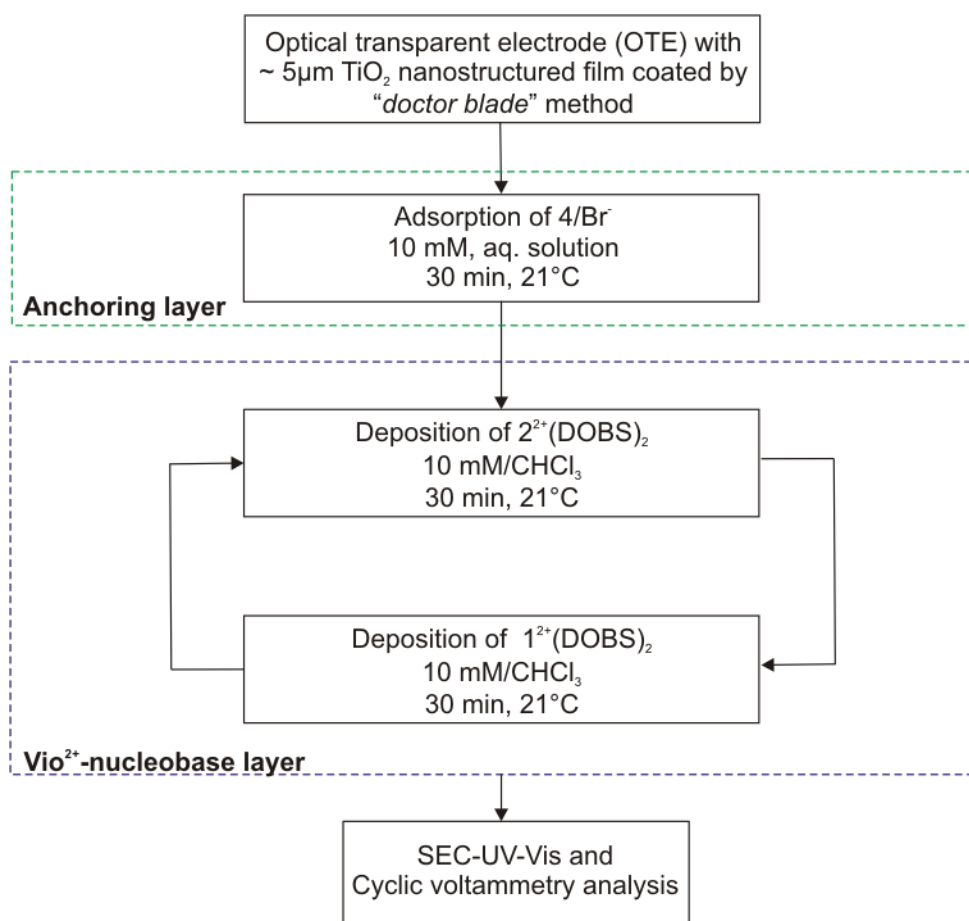 Optical transparent electrode (OTE) with
~ 5µm TiO₂ nanostructured film coated by
“doctor blade” method
Adsorption of 4/Br⁻
10 mM, aq. solution
30 min, 21°C
Anchoring layer
Deposition of 2²⁺(DOBS)₂
10 mM/CHCl₃
30 min, 21°C
Deposition of 1²⁺(DOBS)₂
10 mM/CHCl₃
30 min, 21°C
Vio²⁺-nucleobase layer
SEC-UV-Vis and
Cyclic voltammetry analysis